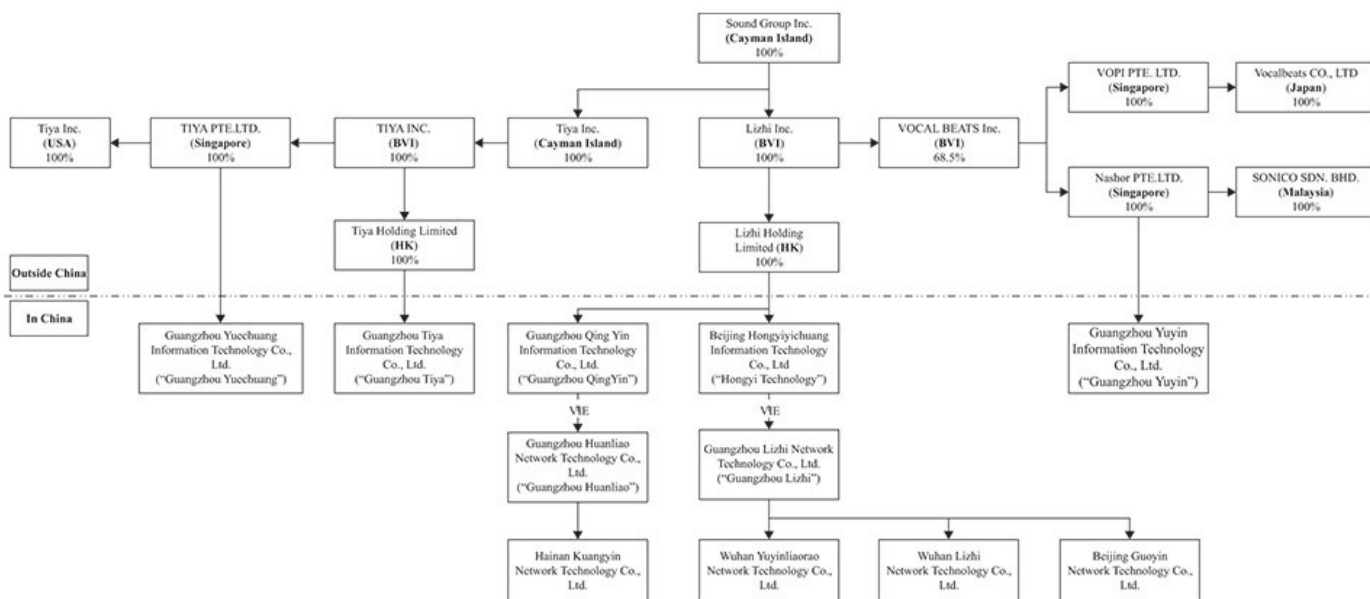 Sound Group Inc.
(Cayman Island)
100%
VOPI PTE. LTD.
(Singapore)
100%
Vocalbeats CO., LTD
(Japan)
100%
Tiya Inc.
(USA)
100%
TIYA PTE.LTD.
(Singapore)
100%
TIYA INC.
(BVI)
100%
Tiya Inc.
(Cayman Island)
100%
Lizhi Inc.
(BVI)
100%
VOCAL BEATS Inc.
(BVI)
68.5%
Nashor PTE.LTD.
(Singapore)
100%
SONICO SDN. BHD.
(Malaysia)
100%
Tiya Holding Limited
(HK)
100%
Lizhi Holding
Limited (HK)
100%
Outside China
In China
Guangzhou Yuechuang
Information Technology Co.,
Ltd.
(“Guangzhou Yuechuang”)
Guangzhou Tiya
Information Technology
Co., Ltd.
(“Guangzhou Tiya”)
Guangzhou Qing Yin
Information Technology
Co., Ltd.
(“Guangzhou QingYin”)
Beijing Hongyiyichuang
Information Technology
Co., Ltd.
(“Hongyi Technology”)
Guangzhou Yuyin
Information Technology
Co., Ltd.
(“Guangzhou Yuyin”)
VIE
VIE
Guangzhou Huanliao
Network Technology Co.,
Ltd.
(“Guangzhou Huanliao”)
Guangzhou Lizhi Network
Technology Co., Ltd.
(“Guangzhou Lizhi”)
Hainan Kuangyin
Network Technology Co.,
Ltd.
Wuhan Yuyinliaorao
Network Technology Co.,
Ltd.
Wuhan Lizhi
Network Technology Co.,
Ltd.
Beijing Guoyin
Network Technology Co.,
Ltd.